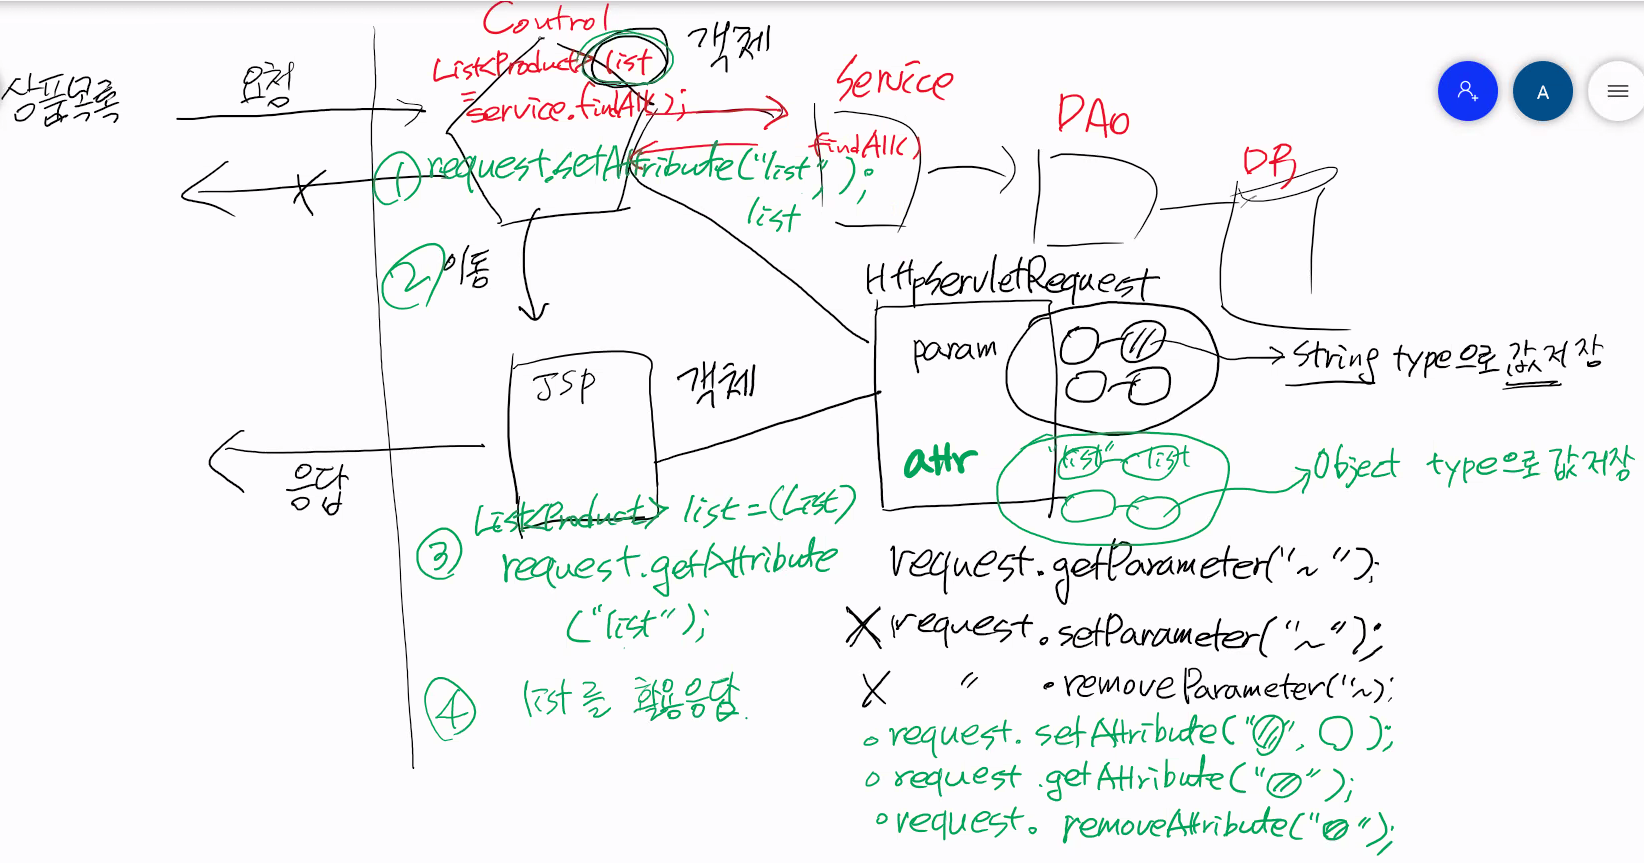 Control
List<Product> list
=service.findAll();
객체
상품목록
요청
Service
findAll()
DAO
DB
A
① request.setAttribute("list",
list
);
② 이동
HttpServletRequest
param
String type으로 값저장
JSP
객체
attr
"list" list
Object type으로 값저장
응답
③ List<Product> list=(List)
request.getAttribute
("list");
④ list를 활용응답.
request.getParameter("~");
X request.setParameter("~");
X " .removeParameter("~);
request.setAttribute(" ", );
request.getAttribute(" ");
request.removeAttribute(" ");